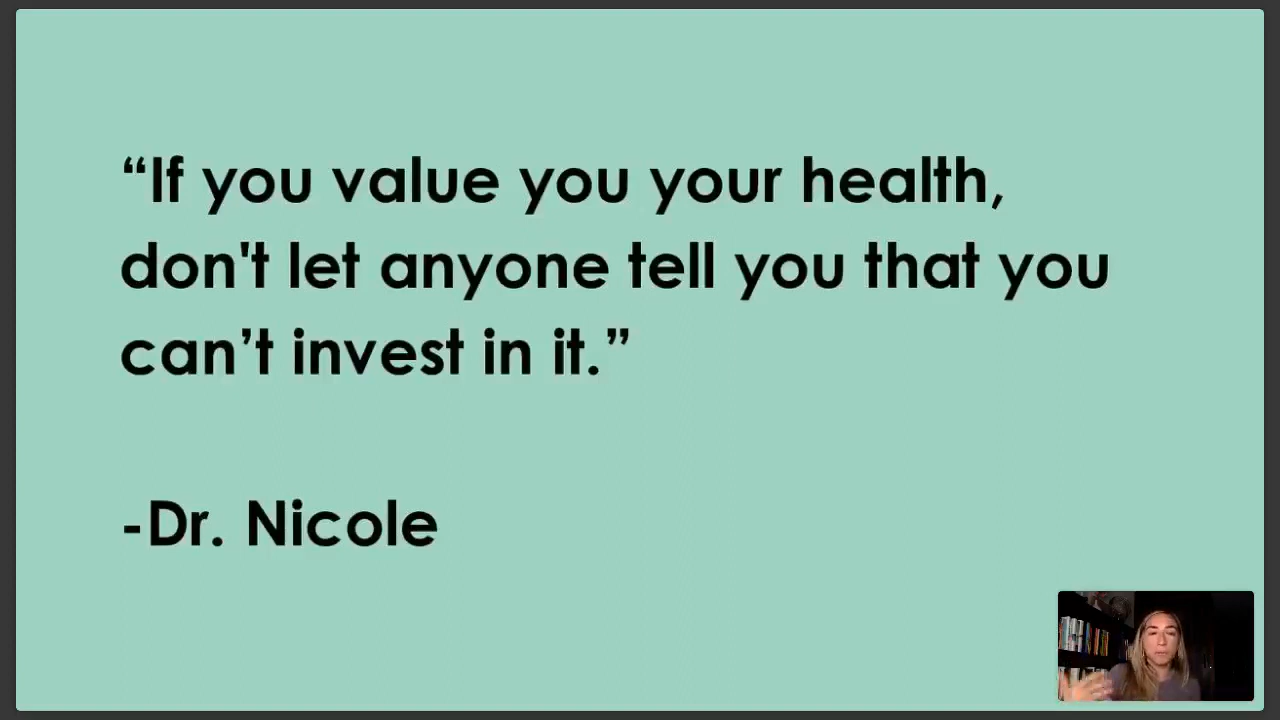 “If you value you your health,
don't let anyone tell you that you
can’t invest in it.”
-Dr. Nicole